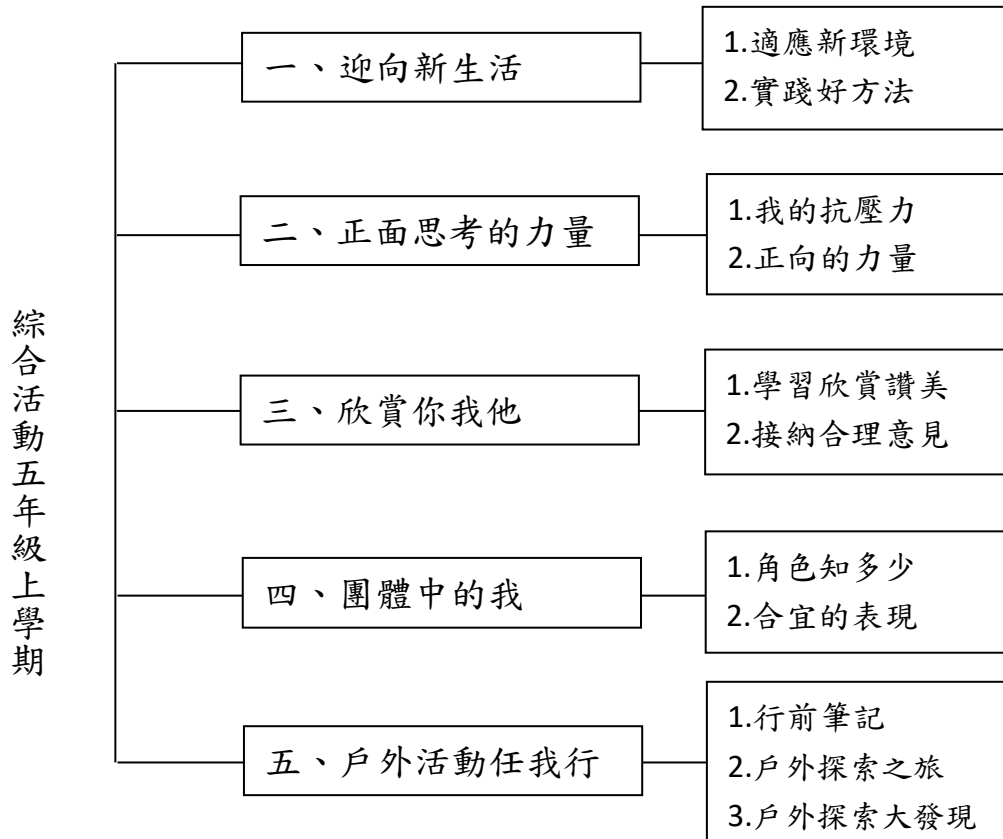 綜合活動五年級上學期
一、迎向新生活
1.適應新環境
2.實踐好方法
二、正面思考的力量
1.我的抗壓力
2.正向的力量
三、欣賞你我他
1.學習欣賞讚美
2.接納合理意見
四、團體中的我
1.角色知多少
2.合宜的表現
五、戶外活動任我行
1.行前筆記
2.戶外探索之旅
3.戶外探索大發現